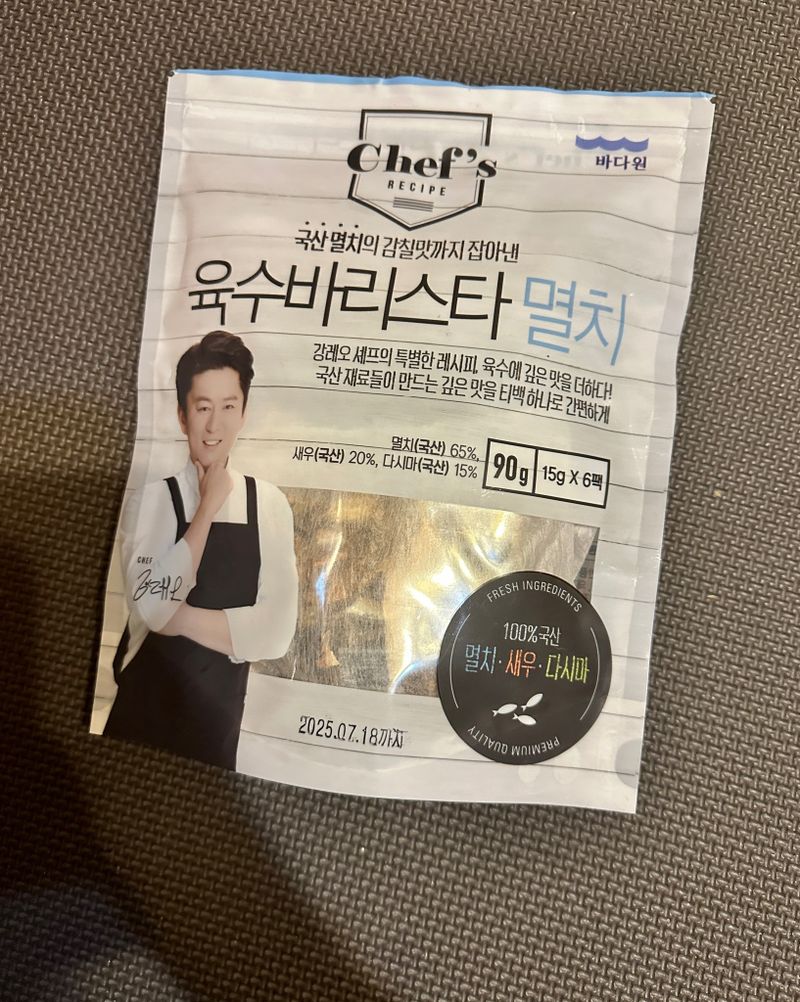 Chef's
RECIPE
바다원
국산 멸치의 감칠맛까지 잡아낸
육수바리스타 멸치
강레오 셰프의 특별한 레시피, 육수에 깊은 맛을 더하다!
국산 재료들이 만드는 깊은 맛을 티백 하나로 간편하게
멸치(국산) 65%,
새우(국산) 20%, 다시마(국산) 15%
90g 15g X 6팩
CHEF
강레오
FRESH INGREDIENTS
100% 국산
멸치·새우·다시마
PREMIUM QUALITY
2025.07.18까지